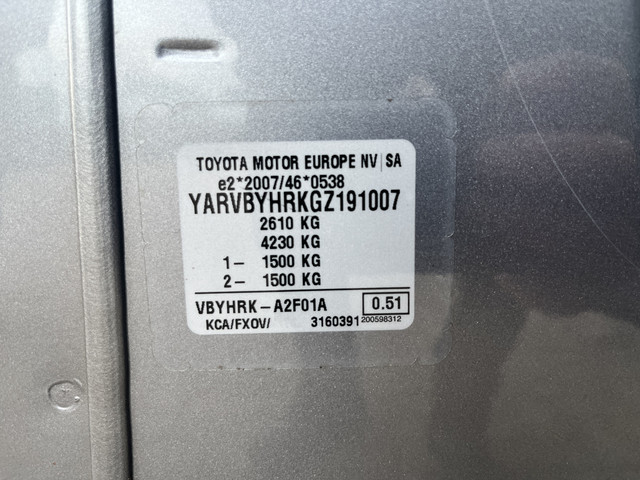 TOYOTA MOTOR EUROPE NV | SA
e2*2007/46*0538
YARVBYHRKGZ191007
2610 KG
4230 KG
1- 1500 KG
2- 1500 KG
VBYHRK-A2F01A 0.51
KCA/FXOV/ 3160391 200598312